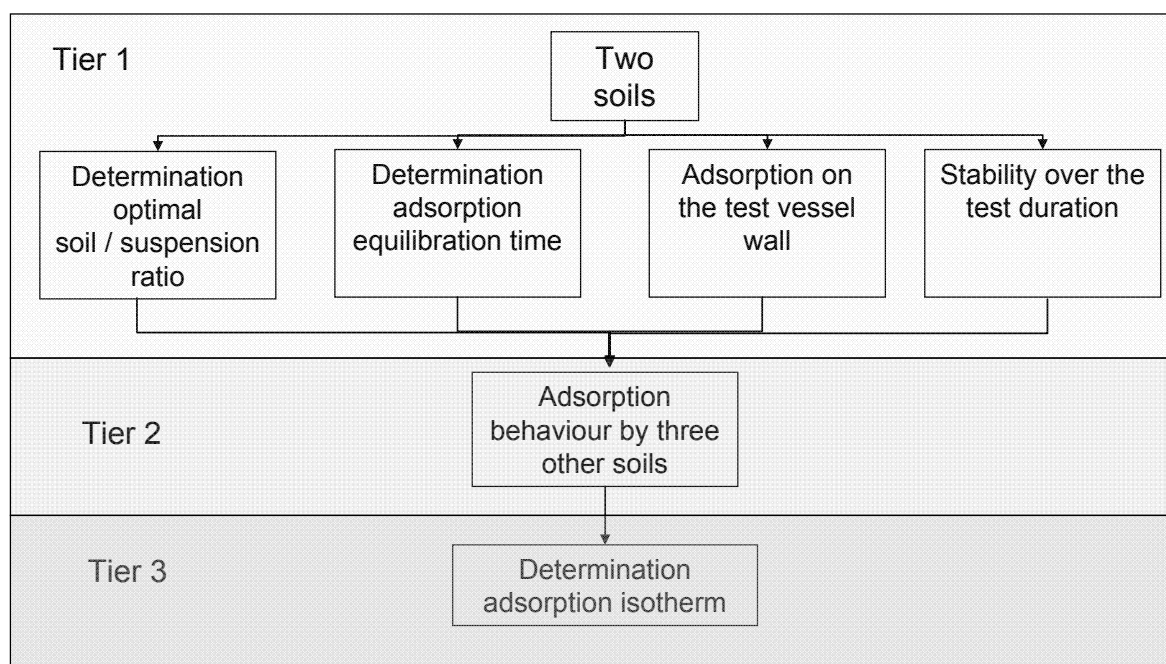 Tier 1
Two
soils
Determination
optimal
soil / suspension
ratio
Determination
adsorption
equilibration time
Adsorption on
the test vessel
wall
Stability over the
test duration
Tier 2
Adsorption
behaviour by three
other soils
Tier 3
Determination
adsorption isotherm